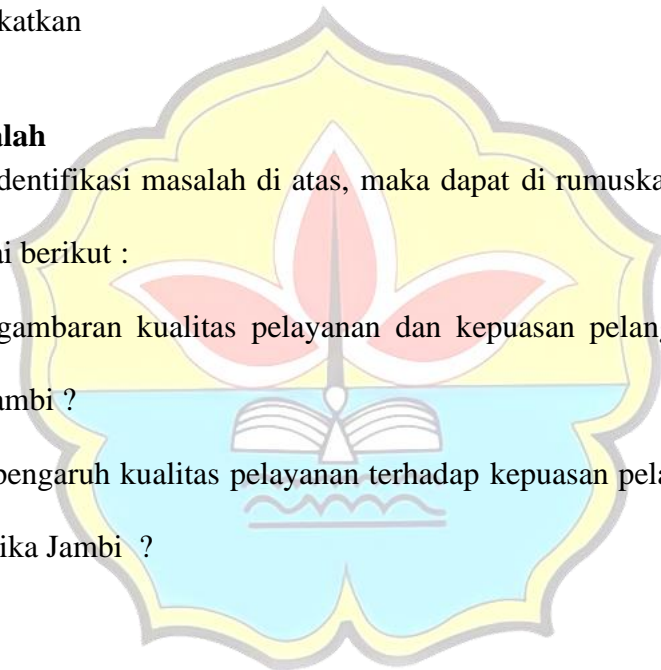 katkan
alah
dentifikasi masalah di atas, maka dapat di rumuska
ai berikut :
gambaran kualitas pelayanan dan kepuasan pelang
ambi ?
pengaruh kualitas pelayanan terhadap kepuasan pela
ika Jambi ?